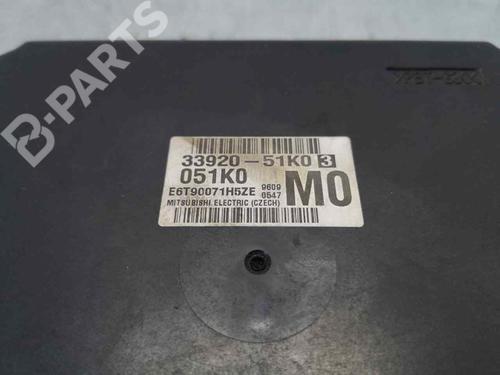 B-PARTS
33920-51K0 3
051K0
E6T90071H5ZE
9609
0547
M0
MITSUBISHI ELECTRIC (CZECH)